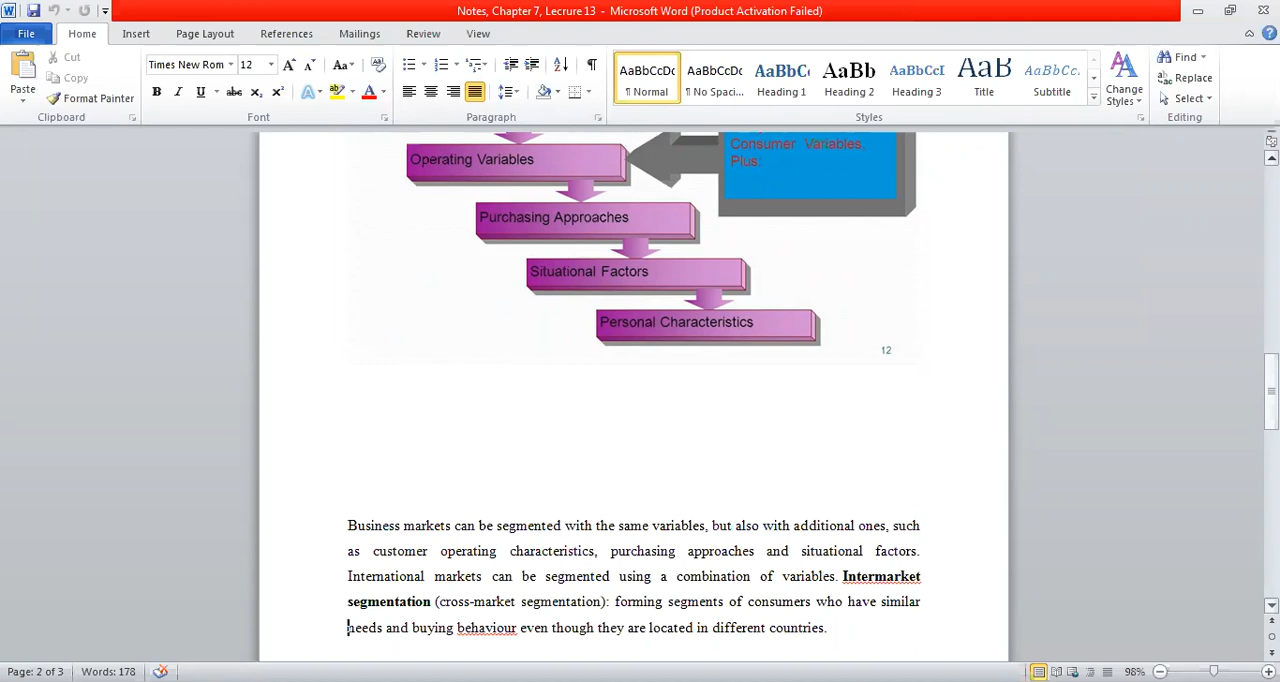 Notes, Chapter 7, Lecrure 13 - Microsoft Word (Product Activation Failed)
File Home Insert Page Layout References Mailings Review View
Paste
Cut
Copy
Format Painter
Clipboard
Times New Rom 12
Font
Paragraph
AaBbCcDc AaBbCcDc AaBbC AaBb AaBbCcI AaB AaBbCc.
¶ Normal ¶ No Spaci... Heading 1 Heading 2 Heading 3 Title Subtitle
Styles
Change Styles
Find
Replace
Select
Editing
Consumer Variables.
Plus:
Operating Variables
Purchasing Approaches
Situational Factors
Personal Characteristics
12
Business markets can be segmented with the same variables, but also with additional ones, such
as customer operating characteristics, purchasing approaches and situational factors.
International markets can be segmented using a combination of variables. Intermarket
segmentation (cross-market segmentation): forming segments of consumers who have similar
needs and buying behaviour even though they are located in different countries.
Page: 2 of 3 Words: 178 98%